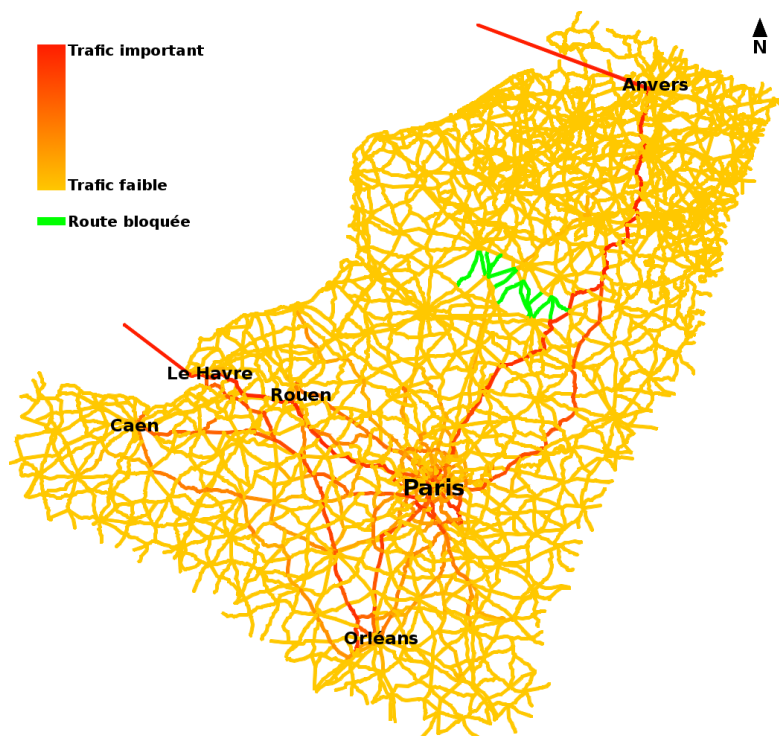 Trafic important
N
Anvers
Trafic faible
Route bloquée
Le Havre
Rouen
Caen
Paris
Orléans